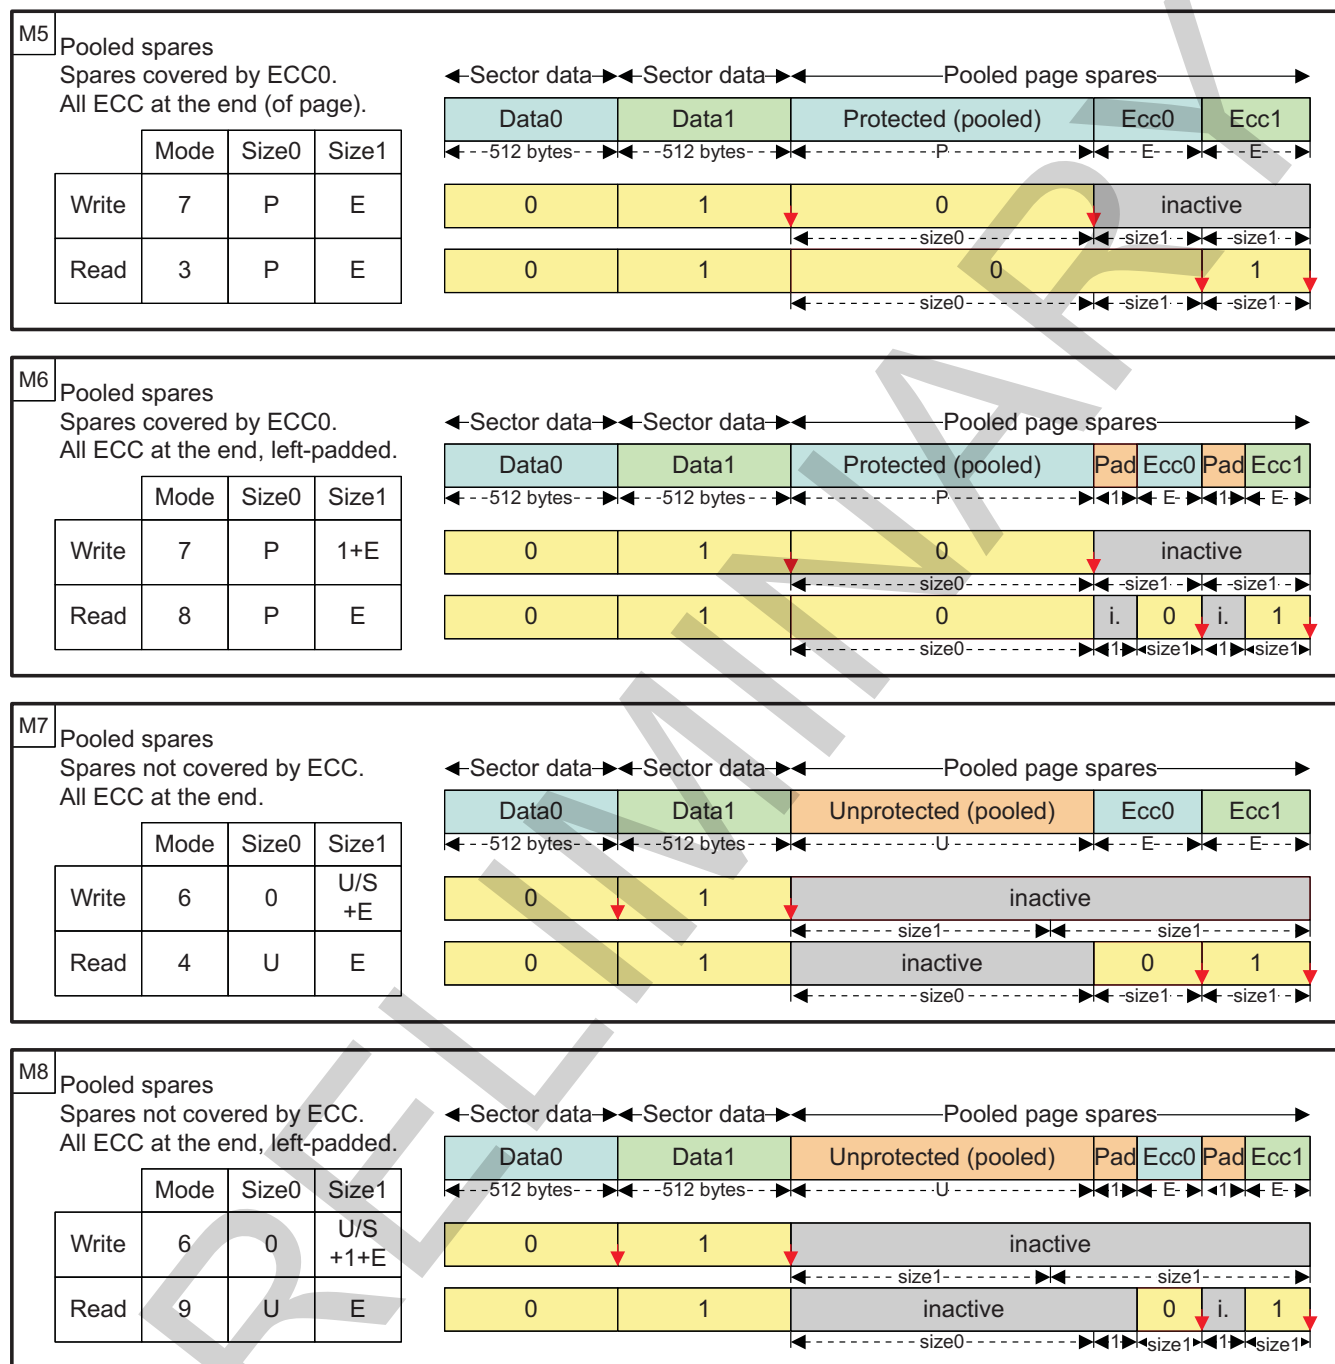 M5
Pooled spares
Spares covered by ECC0.
All ECC at the end (of page).
Mode Size0 Size1
Write 7 P E
Read 3 P E
Sector data Sector data Pooled page spares
Data0 Data1 Protected (pooled) Ecc0 Ecc1
512 bytes 512 bytes P E E
0 1 0 inactive
size0 size1 size1
0 1 0 1
size0 size1 size1
M6
Pooled spares
Spares covered by ECC0.
All ECC at the end, left-padded.
Mode Size0 Size1
Write 7 P 1+E
Read 8 P E
Sector data Sector data Pooled page spares
Data0 Data1 Protected (pooled) Pad Ecc0 Pad Ecc1
512 bytes 512 bytes P 1 E 1 E
0 1 0 inactive
size0 size1 size1
0 1 0 i. 0 i. 1
size0 1 size1 1 size1
M7
Pooled spares
Spares not covered by ECC.
All ECC at the end.
Mode Size0 Size1
Write 6 0 U/S
+E
Read 4 U E
Sector data Sector data Pooled page spares
Data0 Data1 Unprotected (pooled) Ecc0 Ecc1
512 bytes 512 bytes U E E
0 1 inactive
size1 size1
0 1 inactive 0 1
size0 size1 size1
M8
Pooled spares
Spares not covered by ECC.
All ECC at the end, left-padded.
Mode Size0 Size1
Write 6 0 U/S
+1+E
Read 9 U E
Sector data Sector data Pooled page spares
Data0 Data1 Unprotected (pooled) Pad Ecc0 Pad Ecc1
512 bytes 512 bytes U 1 E 1 E
0 1 inactive
size1 size1
0 1 inactive 0 i. 1
size0 1 size1 1 size1
RELIMINARY